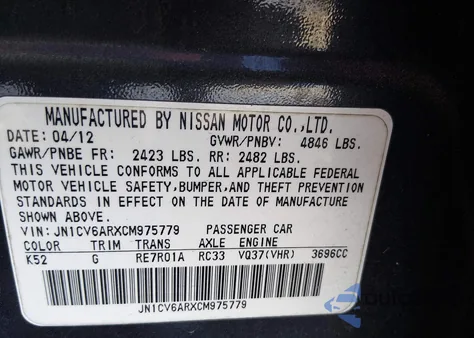 MANUFACTURED BY NISSAN MOTOR CO.,LTD.
DATE: 04/12 GVWR/PNBV: 4846 LBS.
GAWR/PNBE FR: 2423 LBS. RR: 2482 LBS.
THIS VEHICLE CONFORMS TO ALL APPLICABLE FEDERAL
MOTOR VEHICLE SAFETY,BUMPER,AND THEFT PREVENTION
STANDARDS IN EFFECT ON THE DATE OF MANUFACTURE
SHOWN ABOVE.
VIN: JN1CV6ARXCM975779 PASSENGER CAR
COLOR TRIM TRANS AXLE ENGINE
K52 G RE7R01A RC33 VQ37(VHR) 3696CC
JN1CV6ARXCM975779